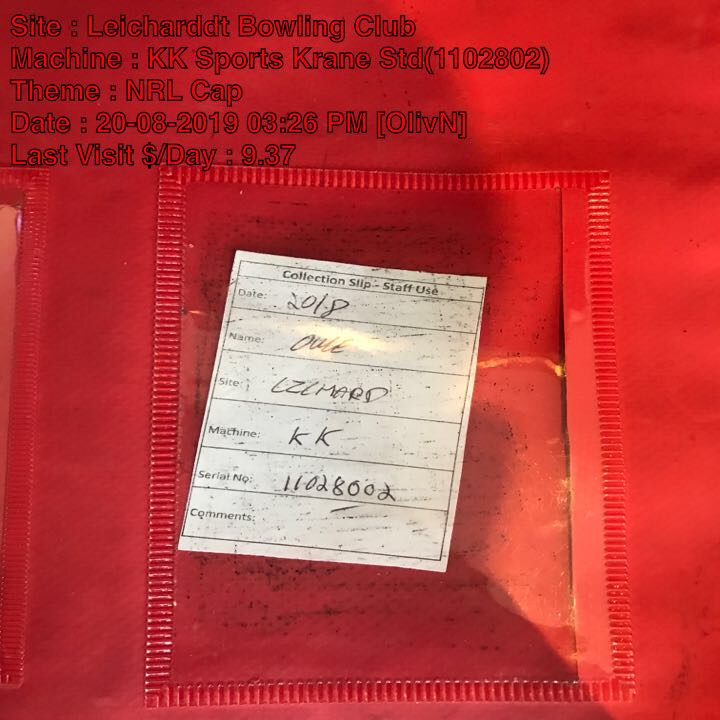 Site : Leicharddt Bowling Club
Machine : KK Sports Krane Std(1102802)
Theme : NRL Cap
Date : 20-08-2019 03:26 PM [OlivN]
Last Visit $/Day : 9.37
Collection Slip - Staff Use
Date: 20/8
Name:
Site:
Machine: KK
Serial No: 11028002
Comments: